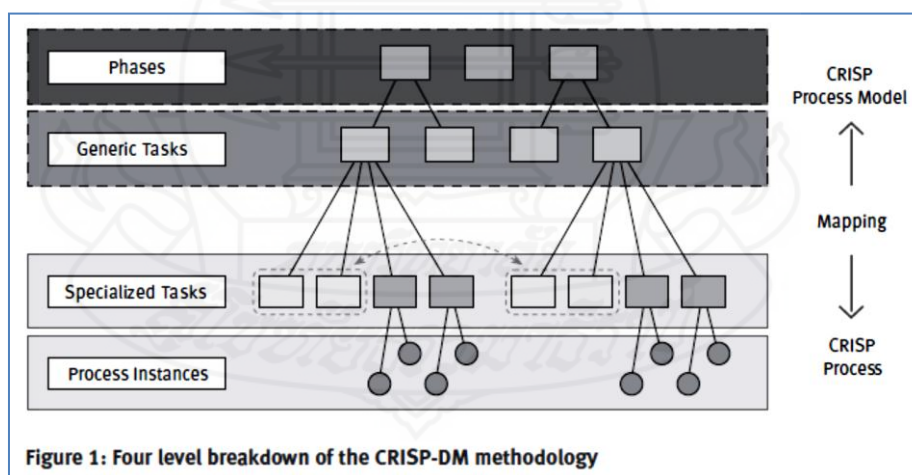 Phases
CRISP
Process Model
Generic Tasks
Mapping
Specialized Tasks
CRISP
Process
Process Instances
Figure 1: Four level breakdown of the CRISP-DM methodology